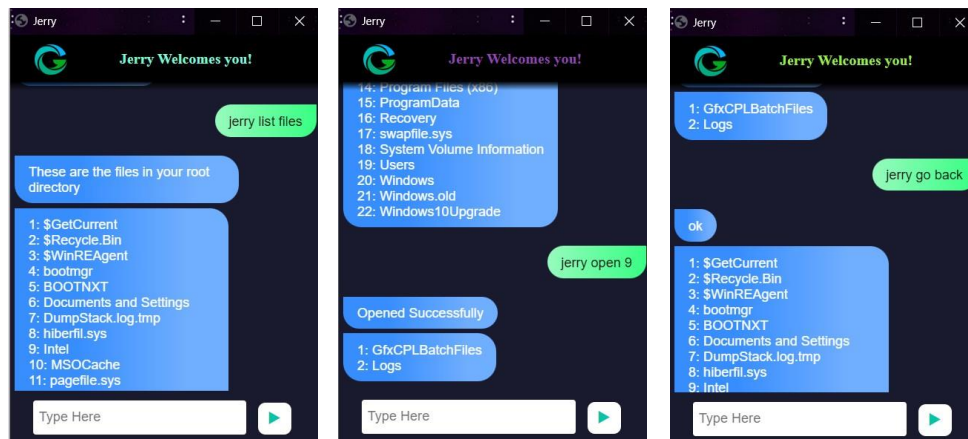 Jerry
Jerry Welcomes you!
jerry list files
These are the files in your root
directory
1: $GetCurrent
2: $Recycle.Bin
3: $WinREAgent
4: bootmgr
5: BOOTNXT
6: Documents and Settings
7: DumpStack.log.tmp
8: hiberfil.sys
9: Intel
10: MSOCache
11: pagefile.sys
Type Here
Jerry
Jerry Welcomes you!
14: Program Files (x86)
15: ProgramData
16: Recovery
17: swapfile.sys
18: System Volume Information
19: Users
20: Windows
21: Windows.old
22: Windows10Upgrade
jerry open 9
Opened Successfully
1: GfxCPLBatchFiles
2: Logs
Type Here
Jerry
Jerry Welcomes you!
1: GfxCPLBatchFiles
2: Logs
jerry go back
ok
1: $GetCurrent
2: $Recycle.Bin
3: $WinREAgent
4: bootmgr
5: BOOTNXT
6: Documents and Settings
7: DumpStack.log.tmp
8: hiberfil.sys
9: Intel
Type Here